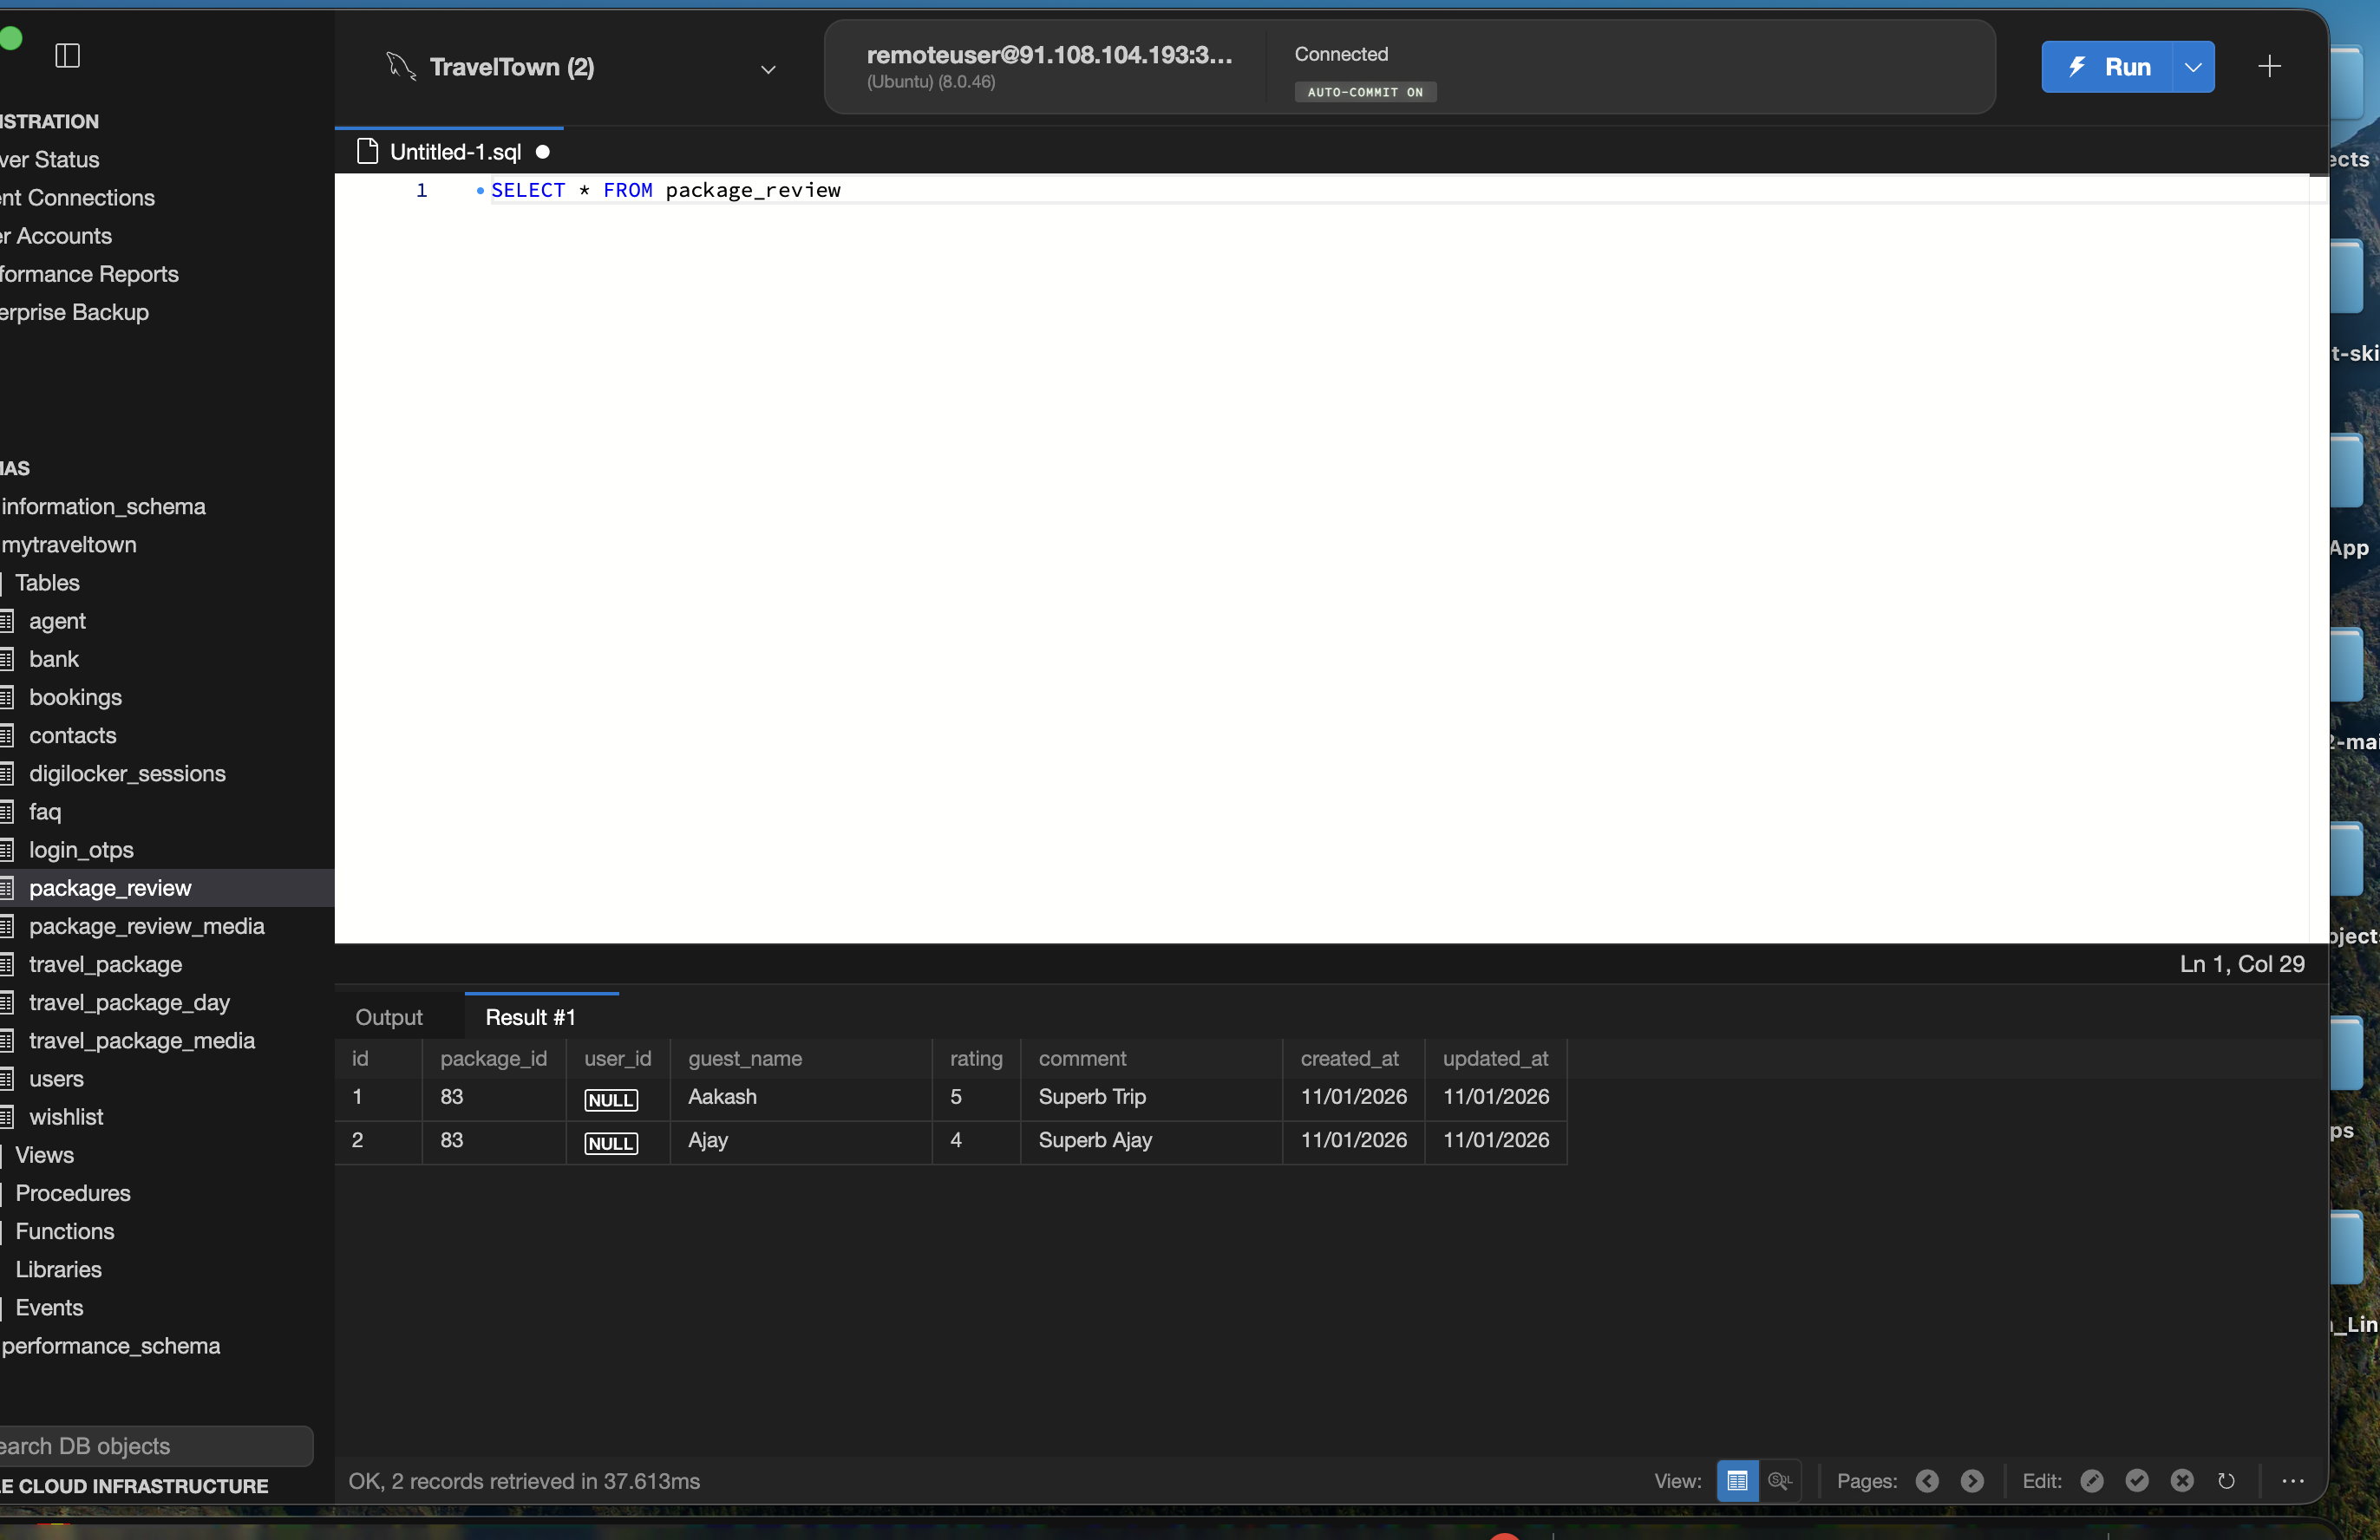 TravelTown (2)
remoteuser@91.108.104.193:3...
(Ubuntu) (8.0.46)
Connected
AUTO-COMMIT ON
Run
ISTRATION
ver Status
ent Connections
er Accounts
formance Reports
erprise Backup
MAS
information_schema
mytraveltown
Tables
agent
bank
bookings
contacts
digilocker_sessions
faq
login_otps
package_review
package_review_media
travel_package
travel_package_day
travel_package_media
users
wishlist
Views
Procedures
Functions
Libraries
Events
performance_schema
earch DB objects
LE CLOUD INFRASTRUCTURE
Untitled-1.sql
1 SELECT * FROM package_review
Ln 1, Col 29
Output Result #1
id package_id user_id guest_name rating comment created_at updated_at
1 83 NULL Aakash 5 Superb Trip 11/01/2026 11/01/2026
2 83 NULL Ajay 4 Superb Ajay 11/01/2026 11/01/2026
OK, 2 records retrieved in 37.613ms
View: SQL Pages: Edit:
ects
t-ski
App
2-mai
oject
ps
_Lin